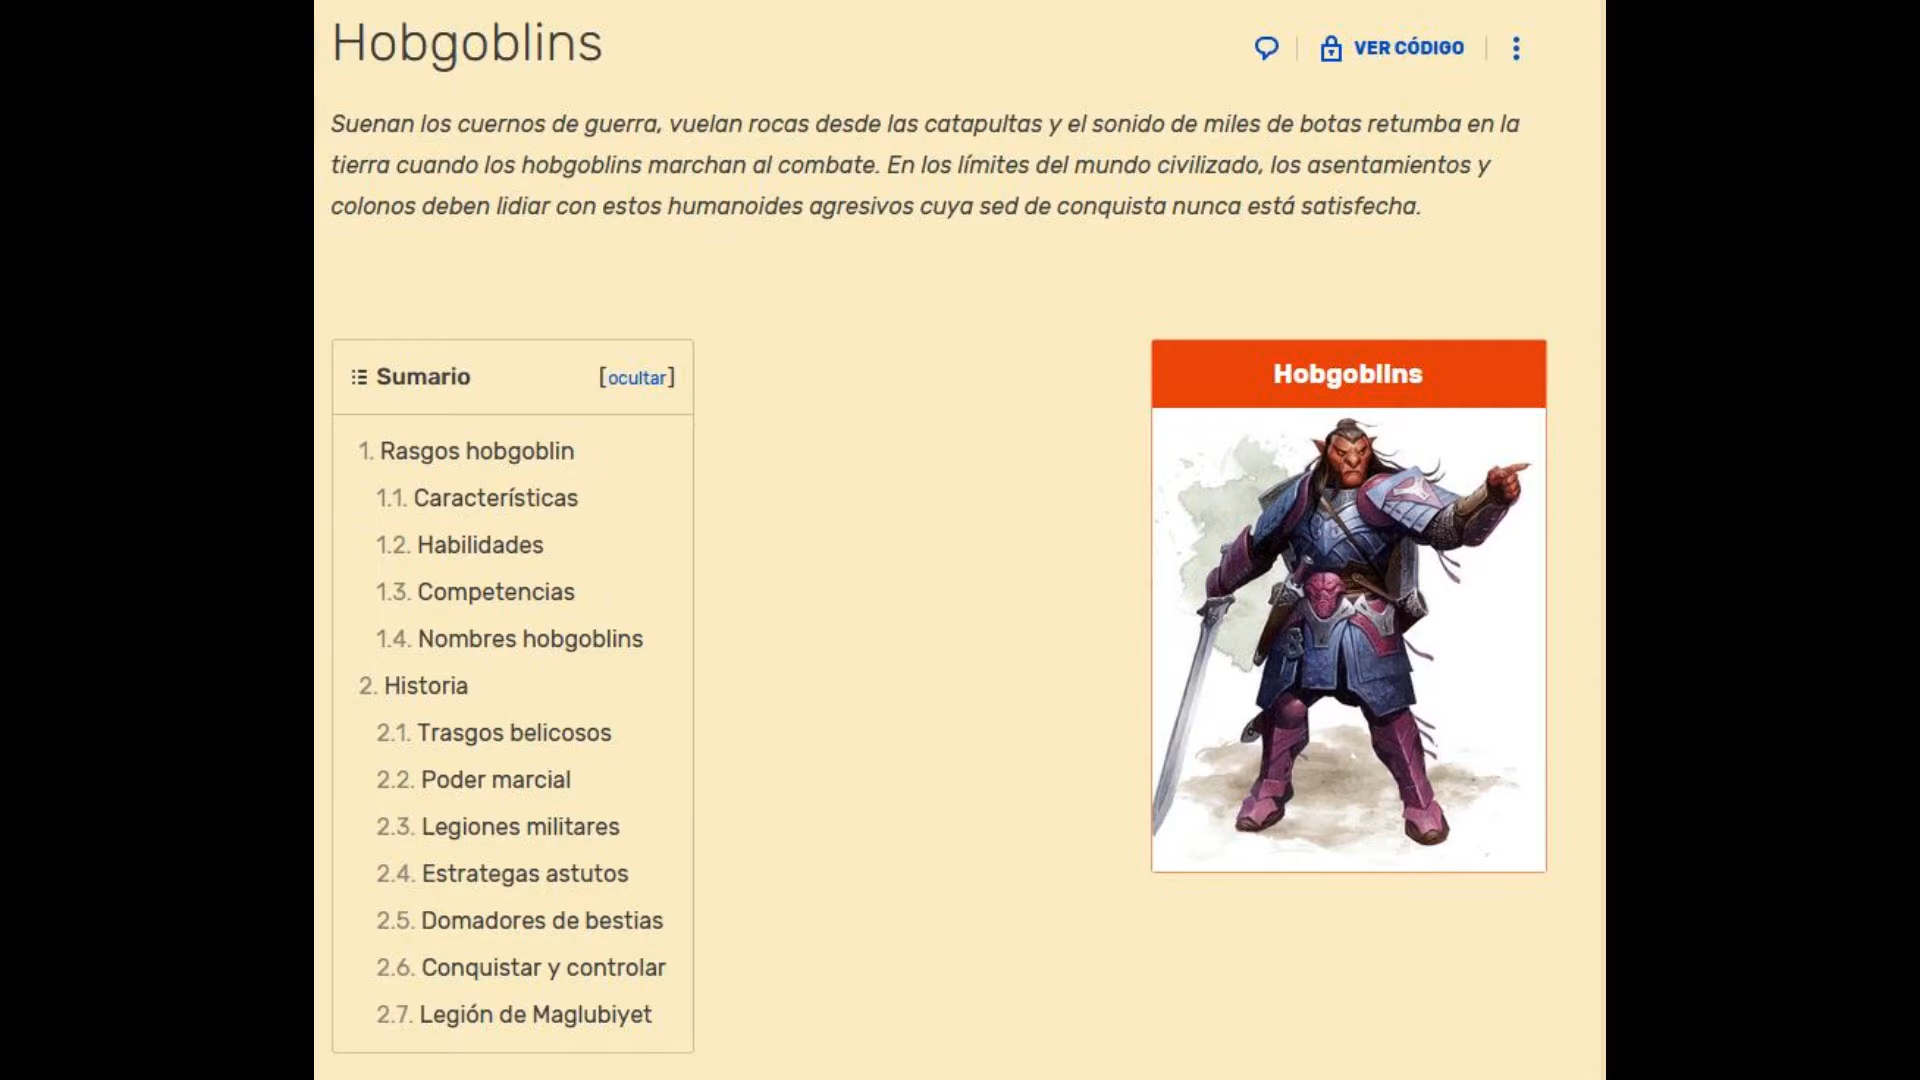 Hobgoblins
VER CÓDIGO
Suenan los cuernos de guerra, vuelan rocas desde las catapultas y el sonido de miles de botas retumba en la
tierra cuando los hobgoblins marchan al combate. En los límites del mundo civilizado, los asentamientos y
colonos deben lidiar con estos humanoides agresivos cuya sed de conquista nunca está satisfecha.
Sumario [ocultar]
1. Rasgos hobgoblin
1.1. Características
1.2. Habilidades
1.3. Competencias
1.4. Nombres hobgoblins
2. Historia
2.1. Trasgos belicosos
2.2. Poder marcial
2.3. Legiones militares
2.4. Estrategas astutos
2.5. Domadores de bestias
2.6. Conquistar y controlar
2.7. Legión de Maglubiyet
Hobgoblins